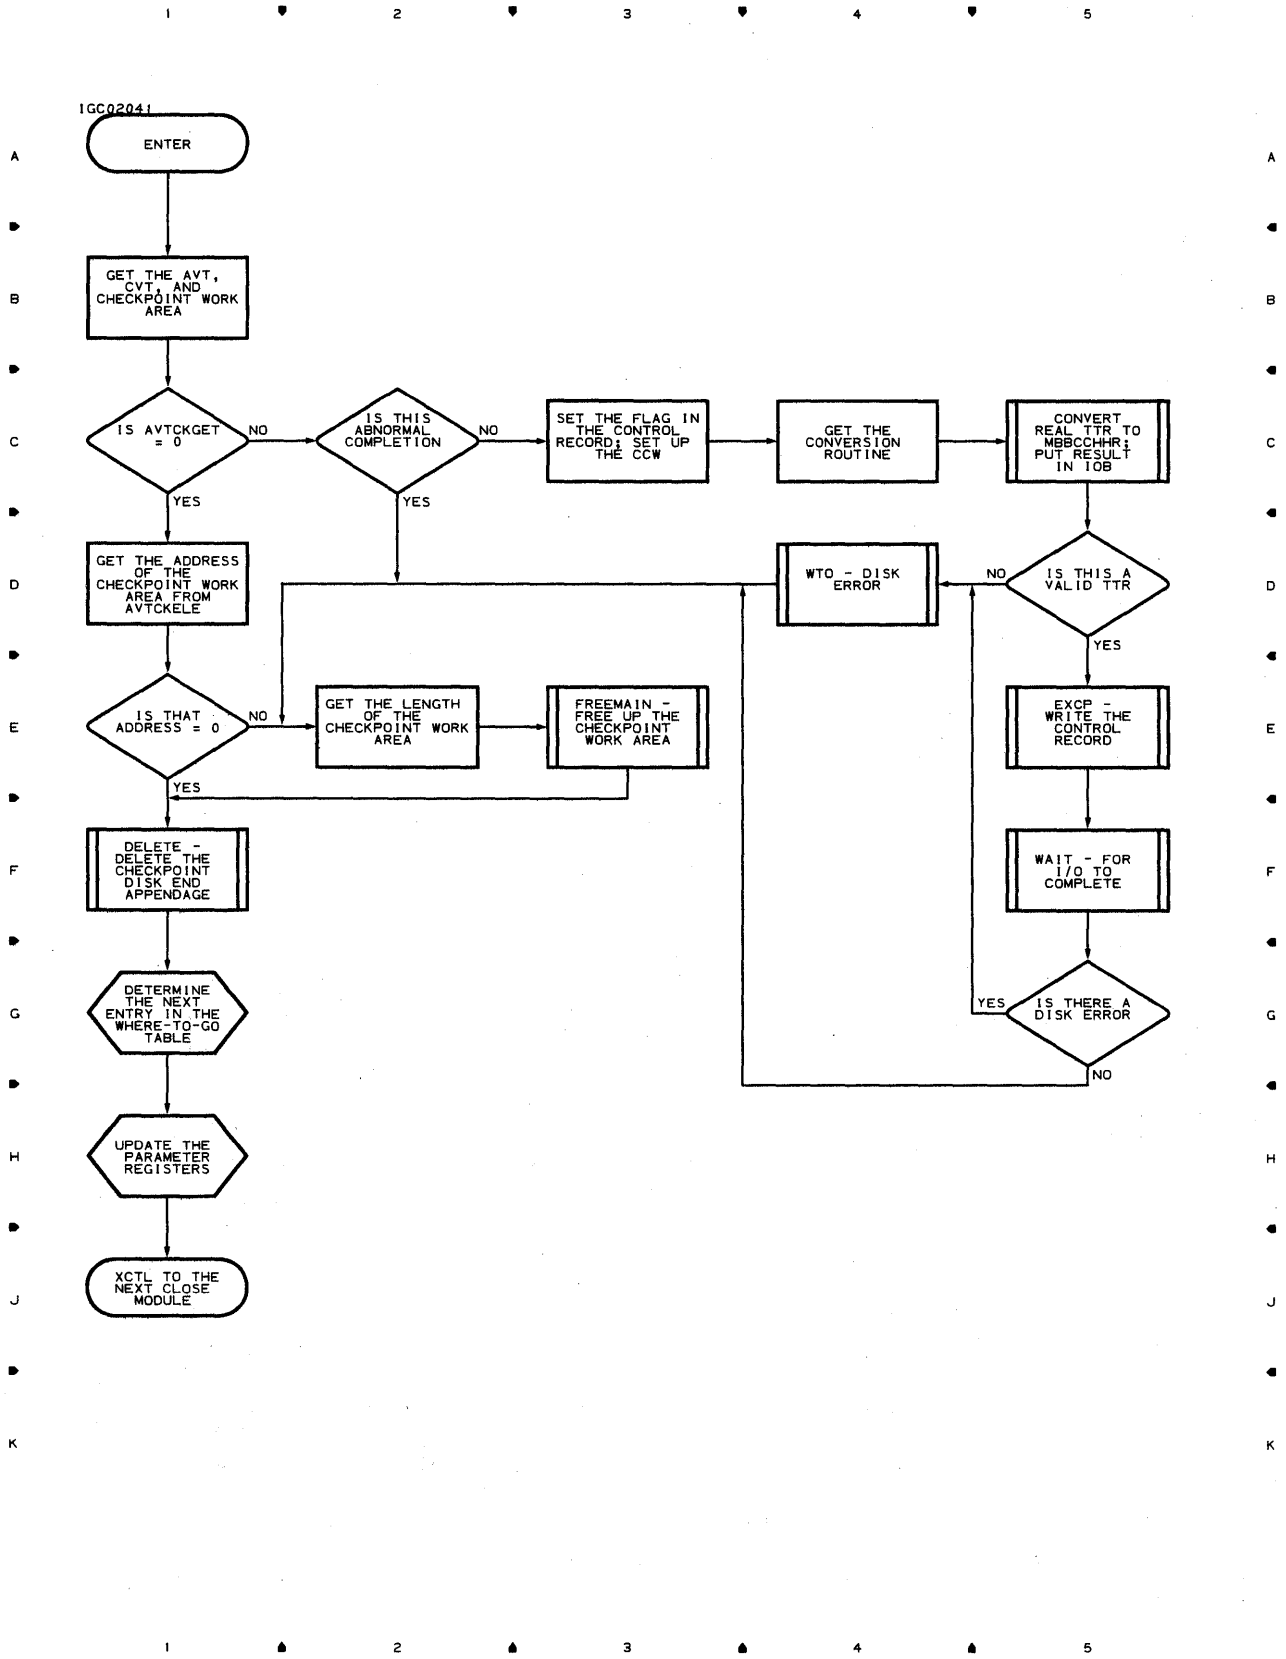 1 2 3 4 5
IGC02041
ENTER
A A
GET THE AVT,
CVT, AND
CHECKPOINT WORK
AREA
B B
IS AVTCKGET
= 0
NO
YES
IS THIS
ABNORMAL
COMPLETION
NO
YES
SET THE FLAG IN
THE CONTROL
RECORD; SET UP
THE CCW
GET THE
CONVERSION
ROUTINE
CONVERT
REAL TTR TO
MBBCCHHR;
PUT RESULT
IN IOB
C C
GET THE ADDRESS
OF THE
CHECKPOINT WORK
AREA FROM
AVTCKELE
WTO - DISK
ERROR
NO
IS THIS A
VALID TTR
YES
D D
IS THAT
ADDRESS = 0
NO
YES
GET THE LENGTH
OF THE
CHECKPOINT WORK
AREA
FREEMAIN -
FREE UP THE
CHECKPOINT
WORK AREA
EXCP -
WRITE THE
CONTROL
RECORD
E E
DELETE -
DELETE THE
CHECKPOINT
DISK END
APPENDAGE
WAIT - FOR
I/O TO
COMPLETE
F F
DETERMINE
THE NEXT
ENTRY IN THE
WHERE-TO-GO
TABLE
YES
IS THERE A
DISK ERROR
NO
G G
UPDATE THE
PARAMETER
REGISTERS
H H
XCTL TO THE
NEXT CLOSE
MODULE
J J
K K
1 2 3 4 5